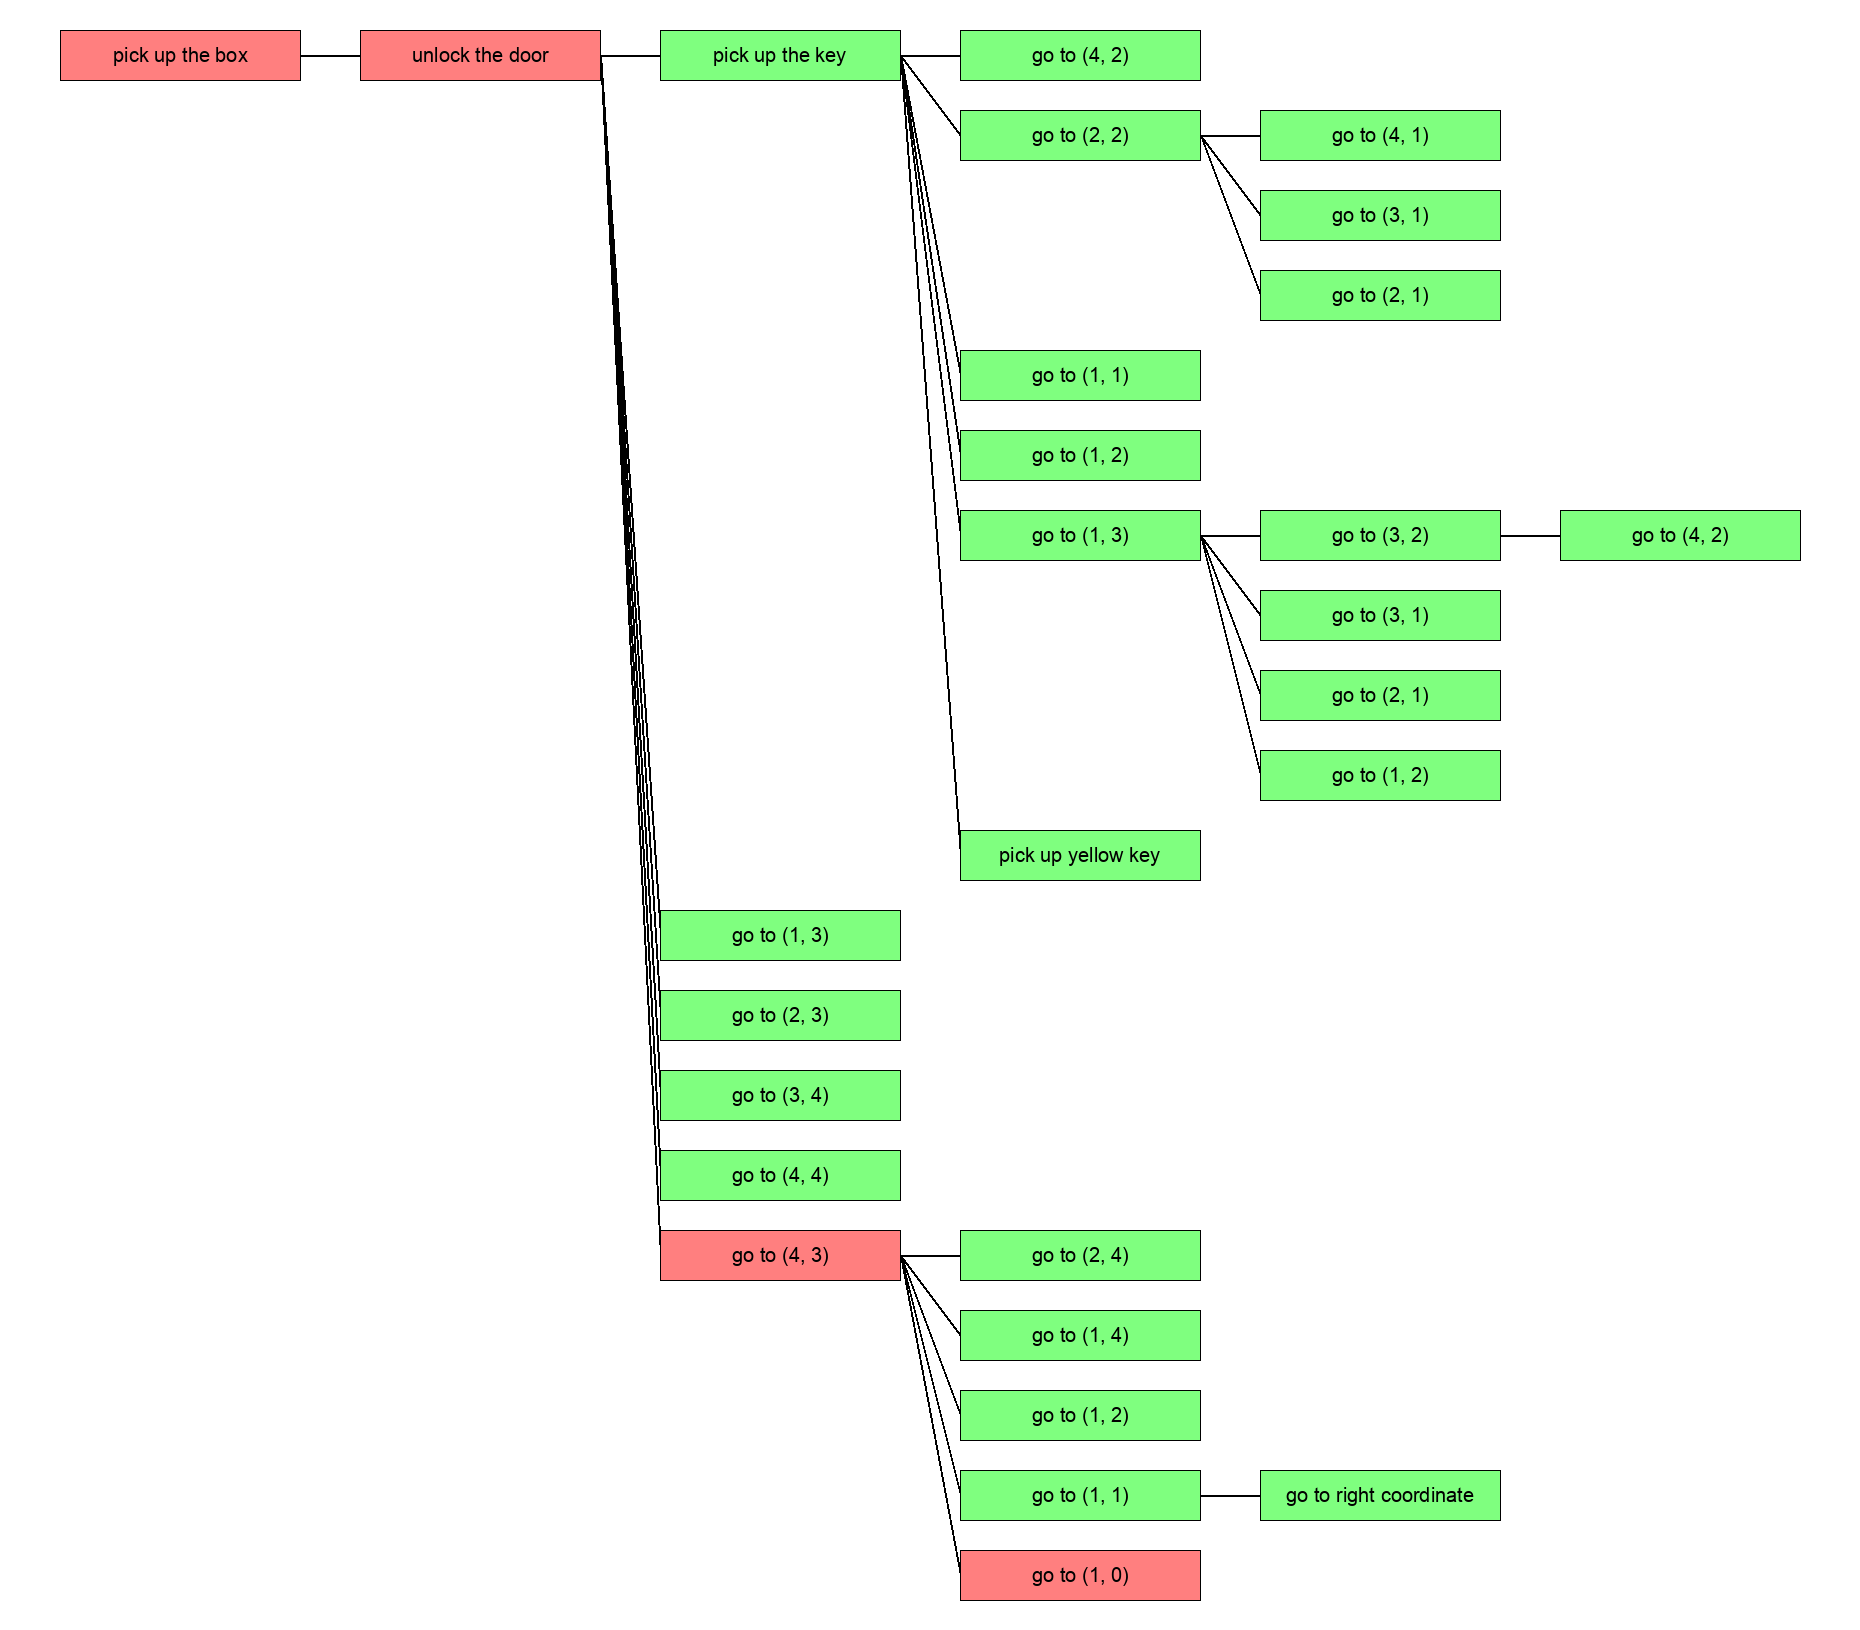 pick up the box
unlock the door
pick up the key
go to (4, 2)
go to (2, 2)
go to (4, 1)
go to (3, 1)
go to (2, 1)
go to (1, 1)
go to (1, 2)
go to (1, 3)
go to (3, 2)
go to (4, 2)
go to (3, 1)
go to (2, 1)
go to (1, 2)
pick up yellow key
go to (1, 3)
go to (2, 3)
go to (3, 4)
go to (4, 4)
go to (4, 3)
go to (2, 4)
go to (1, 4)
go to (1, 2)
go to (1, 1)
go to right coordinate
go to (1, 0)